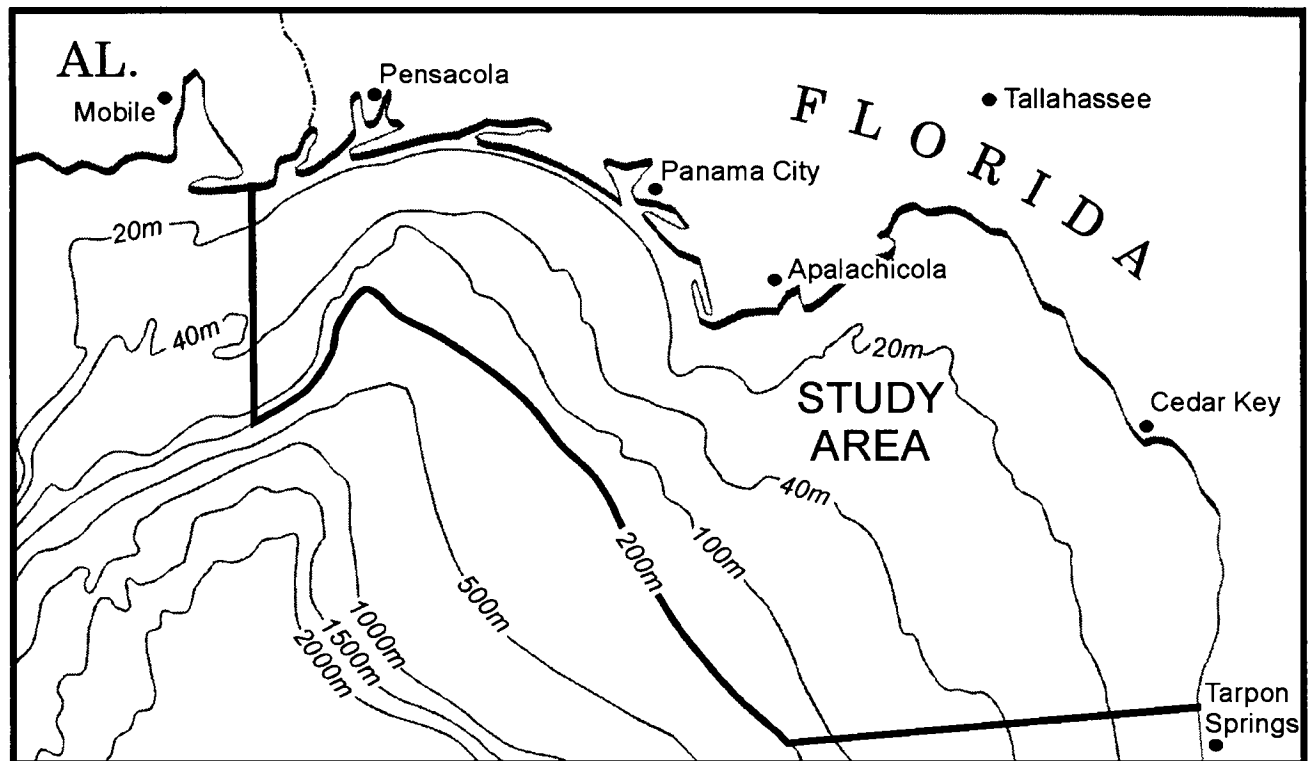 AL.
Mobile
Pensacola
FLORIDA
Tallahassee
Panama City
Apalachicola
20m
40m
20m
STUDY
AREA
Cedar Key
40m
100m
200m
500m
1000m
1500m
2000m
Tarpon
Springs